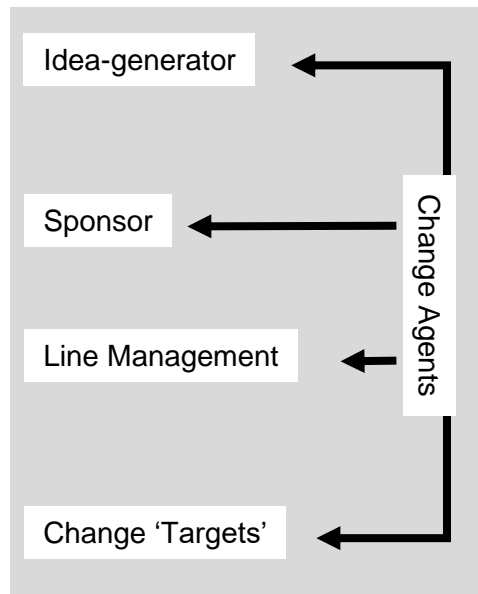 Idea-generator
Sponsor
Change Agents
Line Management
Change ‘Targets’